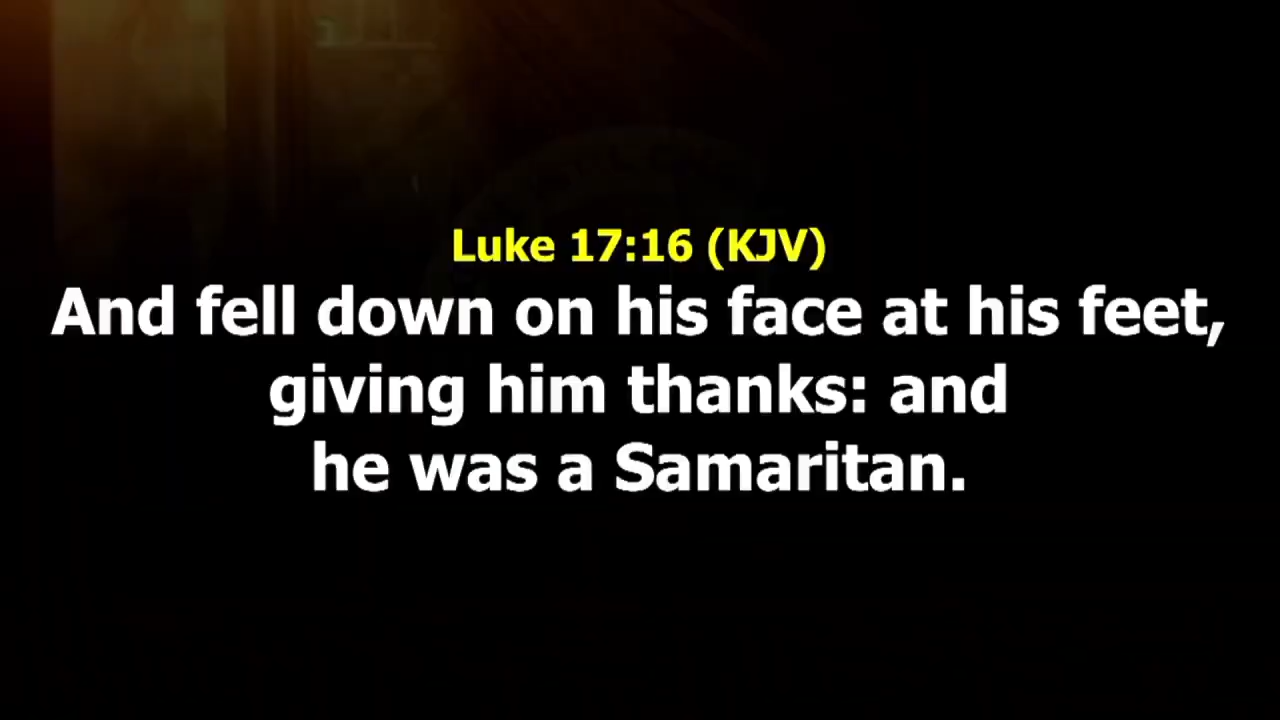 Luke 17:16 (KJV)
And fell down on his face at his feet,
giving him thanks: and
he was a Samaritan.